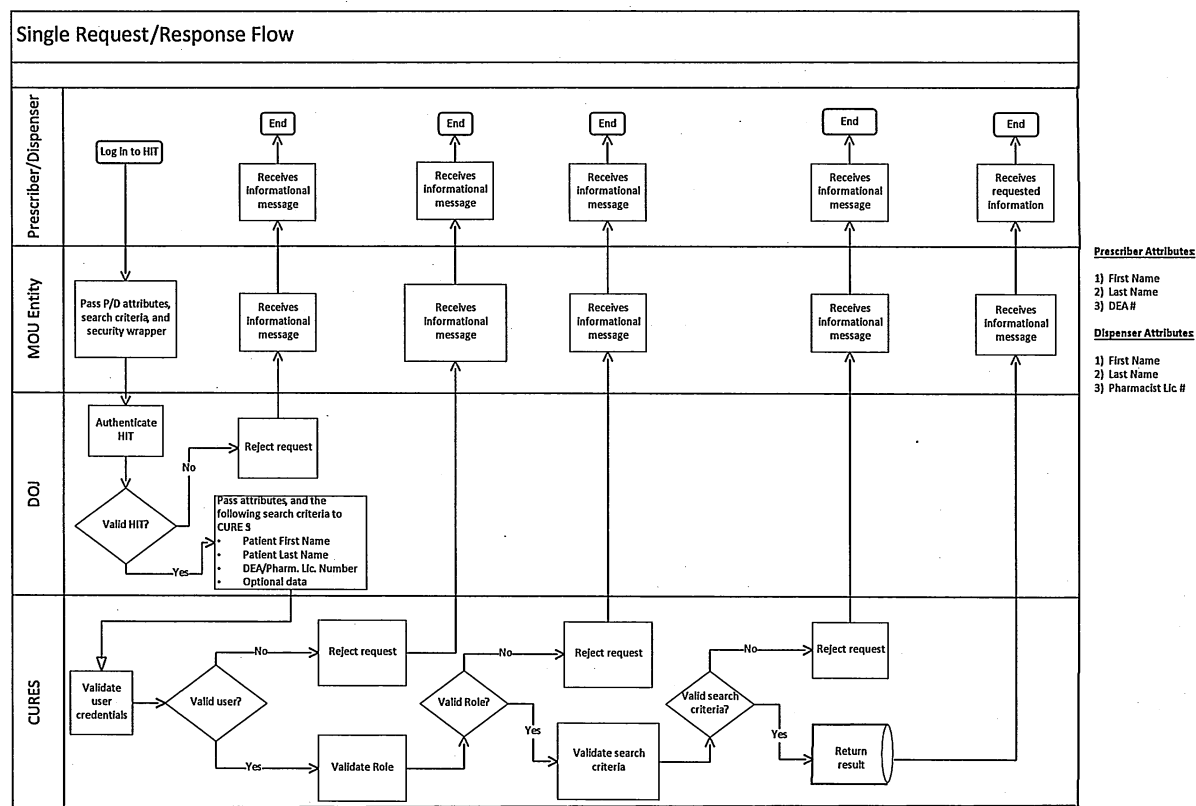 Single Request/Response Flow
Prescriber/Dispenser
Log in to HIT
End
Receives
informational
message
End
Receives
informational
message
End
Receives
informational
message
End
Receives
informational
message
End
Receives
requested
information
MOU Entity
Pass P/D attributes,
search criteria, and
security wrapper
Receives
informational
message
Receives
informational
message
Receives
informational
message
Receives
informational
message
Receives
informational
message
DOJ
Authenticate
HIT
Valid HIT?
No
Reject request
Yes
Pass attributes, and the
following search criteria to
CURE S
• Patient First Name
• Patient Last Name
• DEA/Pharm. Lic. Number
• Optional data
CURES
Validate
user
credentials
Valid user?
No
Reject request
Yes
Validate Role
Valid Role?
No
Reject request
Yes
Validate search
criteria
Valid search
criteria?
No
Reject request
Yes
Return
result
Prescriber Attributes:
1) First Name
2) Last Name
3) DEA #
Dispenser Attributes:
1) First Name
2) Last Name
3) Pharmacist Lic. #